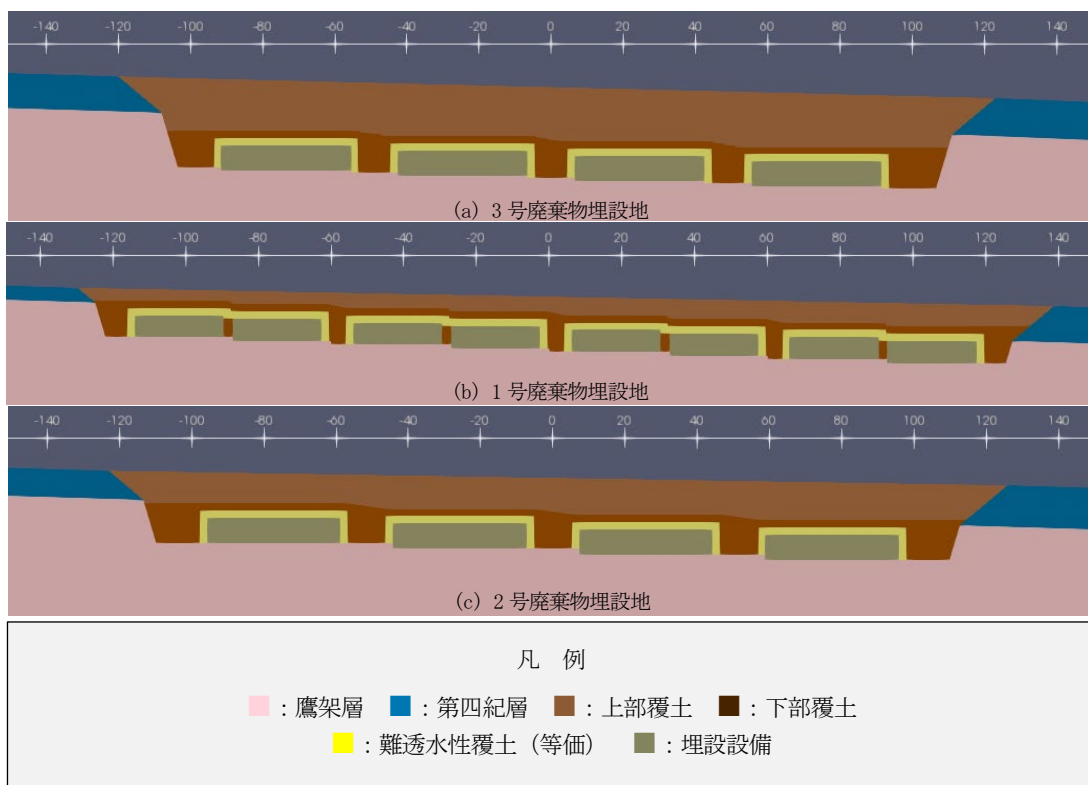 -140 -120 -100 -80 -60 -40 -20 0 20 40 60 80 100 120 140
(a) 3号廃棄物埋設地
-140 -120 -100 -80 -60 -40 -20 0 20 40 60 80 100 120 140
(b) 1号廃棄物埋設地
-140 -120 -100 -80 -60 -40 -20 0 20 40 60 80 100 120 140
(c) 2号廃棄物埋設地
凡 例
：鷹架層 ：第四紀層 ：上部覆土 ：下部覆土
：難透水性覆土（等価） ：埋設設備